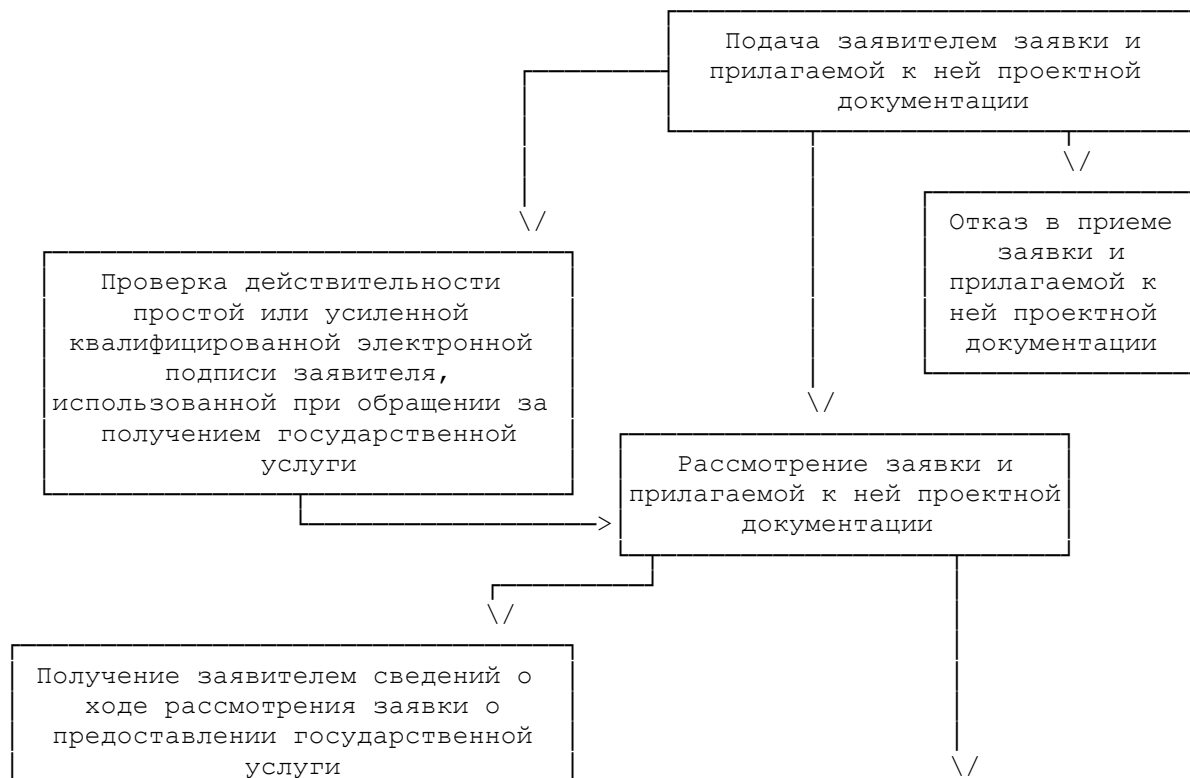 Подача заявителем заявки и
прилагаемой к ней проектной
документации
Отказ в приеме
заявки и
прилагаемой к
ней проектной
документации
Проверка действительности
простой или усиленной
квалифицированной электронной
подписи заявителя,
использованной при обращении за
получением государственной
услуги
Рассмотрение заявки и
прилагаемой к ней проектной
документации
Получение заявителем сведений о
ходе рассмотрения заявки о
предоставлении государственной
услуги